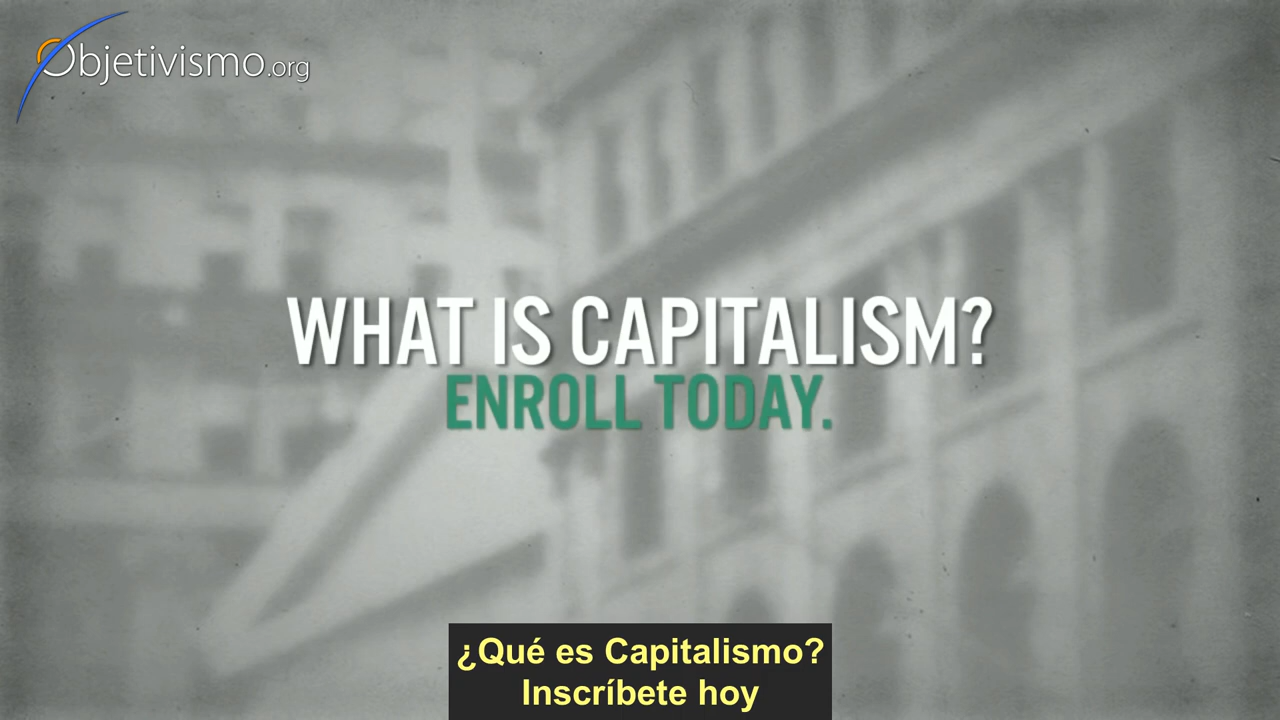 Objetivismo.org
WHAT IS CAPITALISM?
ENROLL TODAY.
¿Qué es Capitalismo?
Inscríbete hoy